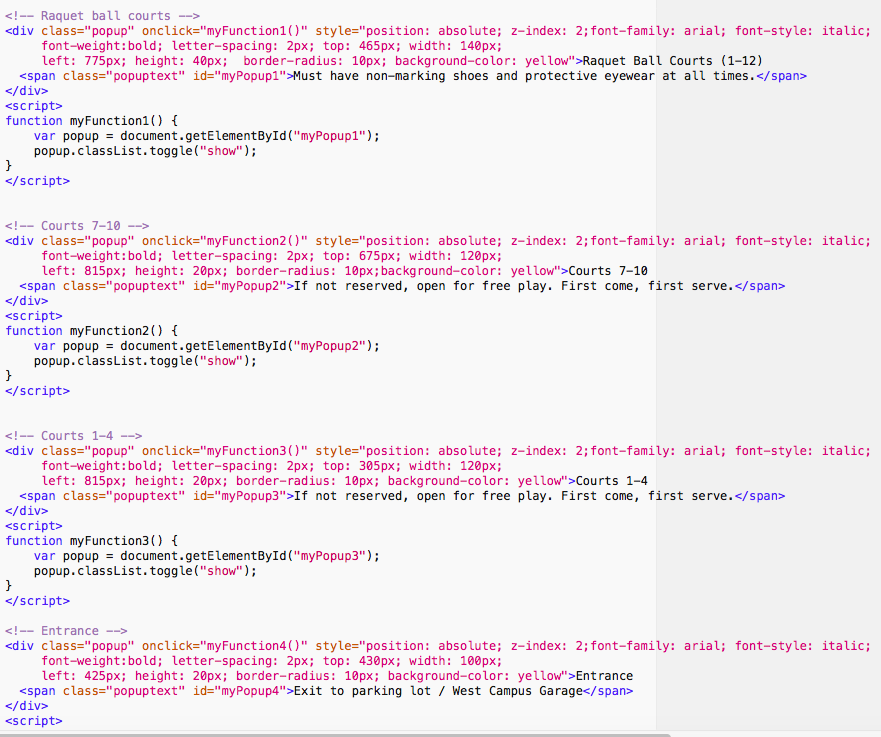 <!-- Raquet ball courts -->
<div class="popup" onclick="myFunction1()" style="position: absolute; z-index: 2;font-family: arial; font-style: italic;
     font-weight:bold; letter-spacing: 2px; top: 465px; width: 140px;
     left: 775px; height: 40px;  border-radius: 10px; background-color: yellow">Raquet Ball Courts (1-12)
  <span class="popuptext" id="myPopup1">Must have non-marking shoes and protective eyewear at all times.</span>
</div>
<script>
function myFunction1() {
    var popup = document.getElementById("myPopup1");
    popup.classList.toggle("show");
}
</script>

<!-- Courts 7-10 -->
<div class="popup" onclick="myFunction2()" style="position: absolute; z-index: 2;font-family: arial; font-style: italic;
     font-weight:bold; letter-spacing: 2px; top: 675px; width: 120px;
     left: 815px; height: 20px; border-radius: 10px;background-color: yellow">Courts 7-10
  <span class="popuptext" id="myPopup2">If not reserved, open for free play. First come, first serve.</span>
</div>
<script>
function myFunction2() {
    var popup = document.getElementById("myPopup2");
    popup.classList.toggle("show");
}
</script>

<!-- Courts 1-4 -->
<div class="popup" onclick="myFunction3()" style="position: absolute; z-index: 2;font-family: arial; font-style: italic;
     font-weight:bold; letter-spacing: 2px; top: 305px; width: 120px;
     left: 815px; height: 20px; border-radius: 10px; background-color: yellow">Courts 1-4
  <span class="popuptext" id="myPopup3">If not reserved, open for free play. First come, first serve.</span>
</div>
<script>
function myFunction3() {
    var popup = document.getElementById("myPopup3");
    popup.classList.toggle("show");
}
</script>

<!-- Entrance -->
<div class="popup" onclick="myFunction4()" style="position: absolute; z-index: 2;font-family: arial; font-style: italic;
     font-weight:bold; letter-spacing: 2px; top: 430px; width: 100px;
     left: 425px; height: 20px; border-radius: 10px; background-color: yellow">Entrance
  <span class="popuptext" id="myPopup4">Exit to parking lot / West Campus Garage</span>
</div>
<script>